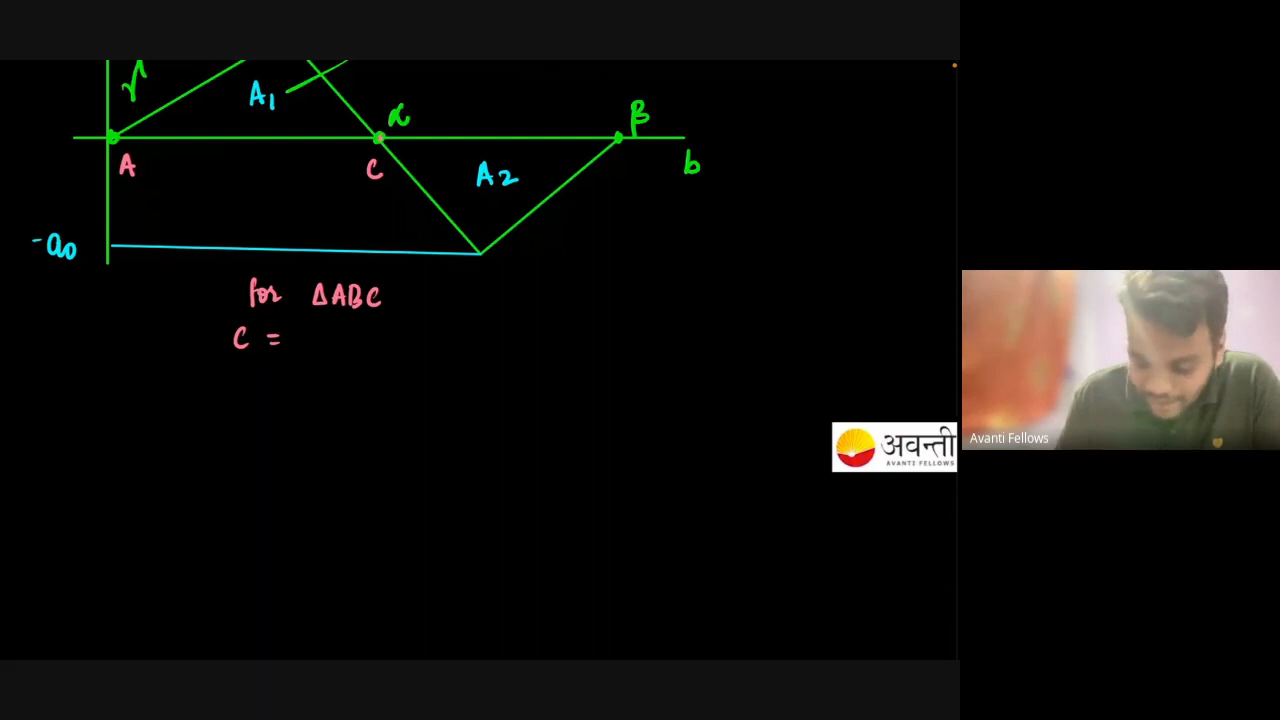 γ
A1
α
β
A
C
A2
b
-a0
for ΔABC
C =
अवन्ती
AVANTI FELLOWS
Avanti Fellows